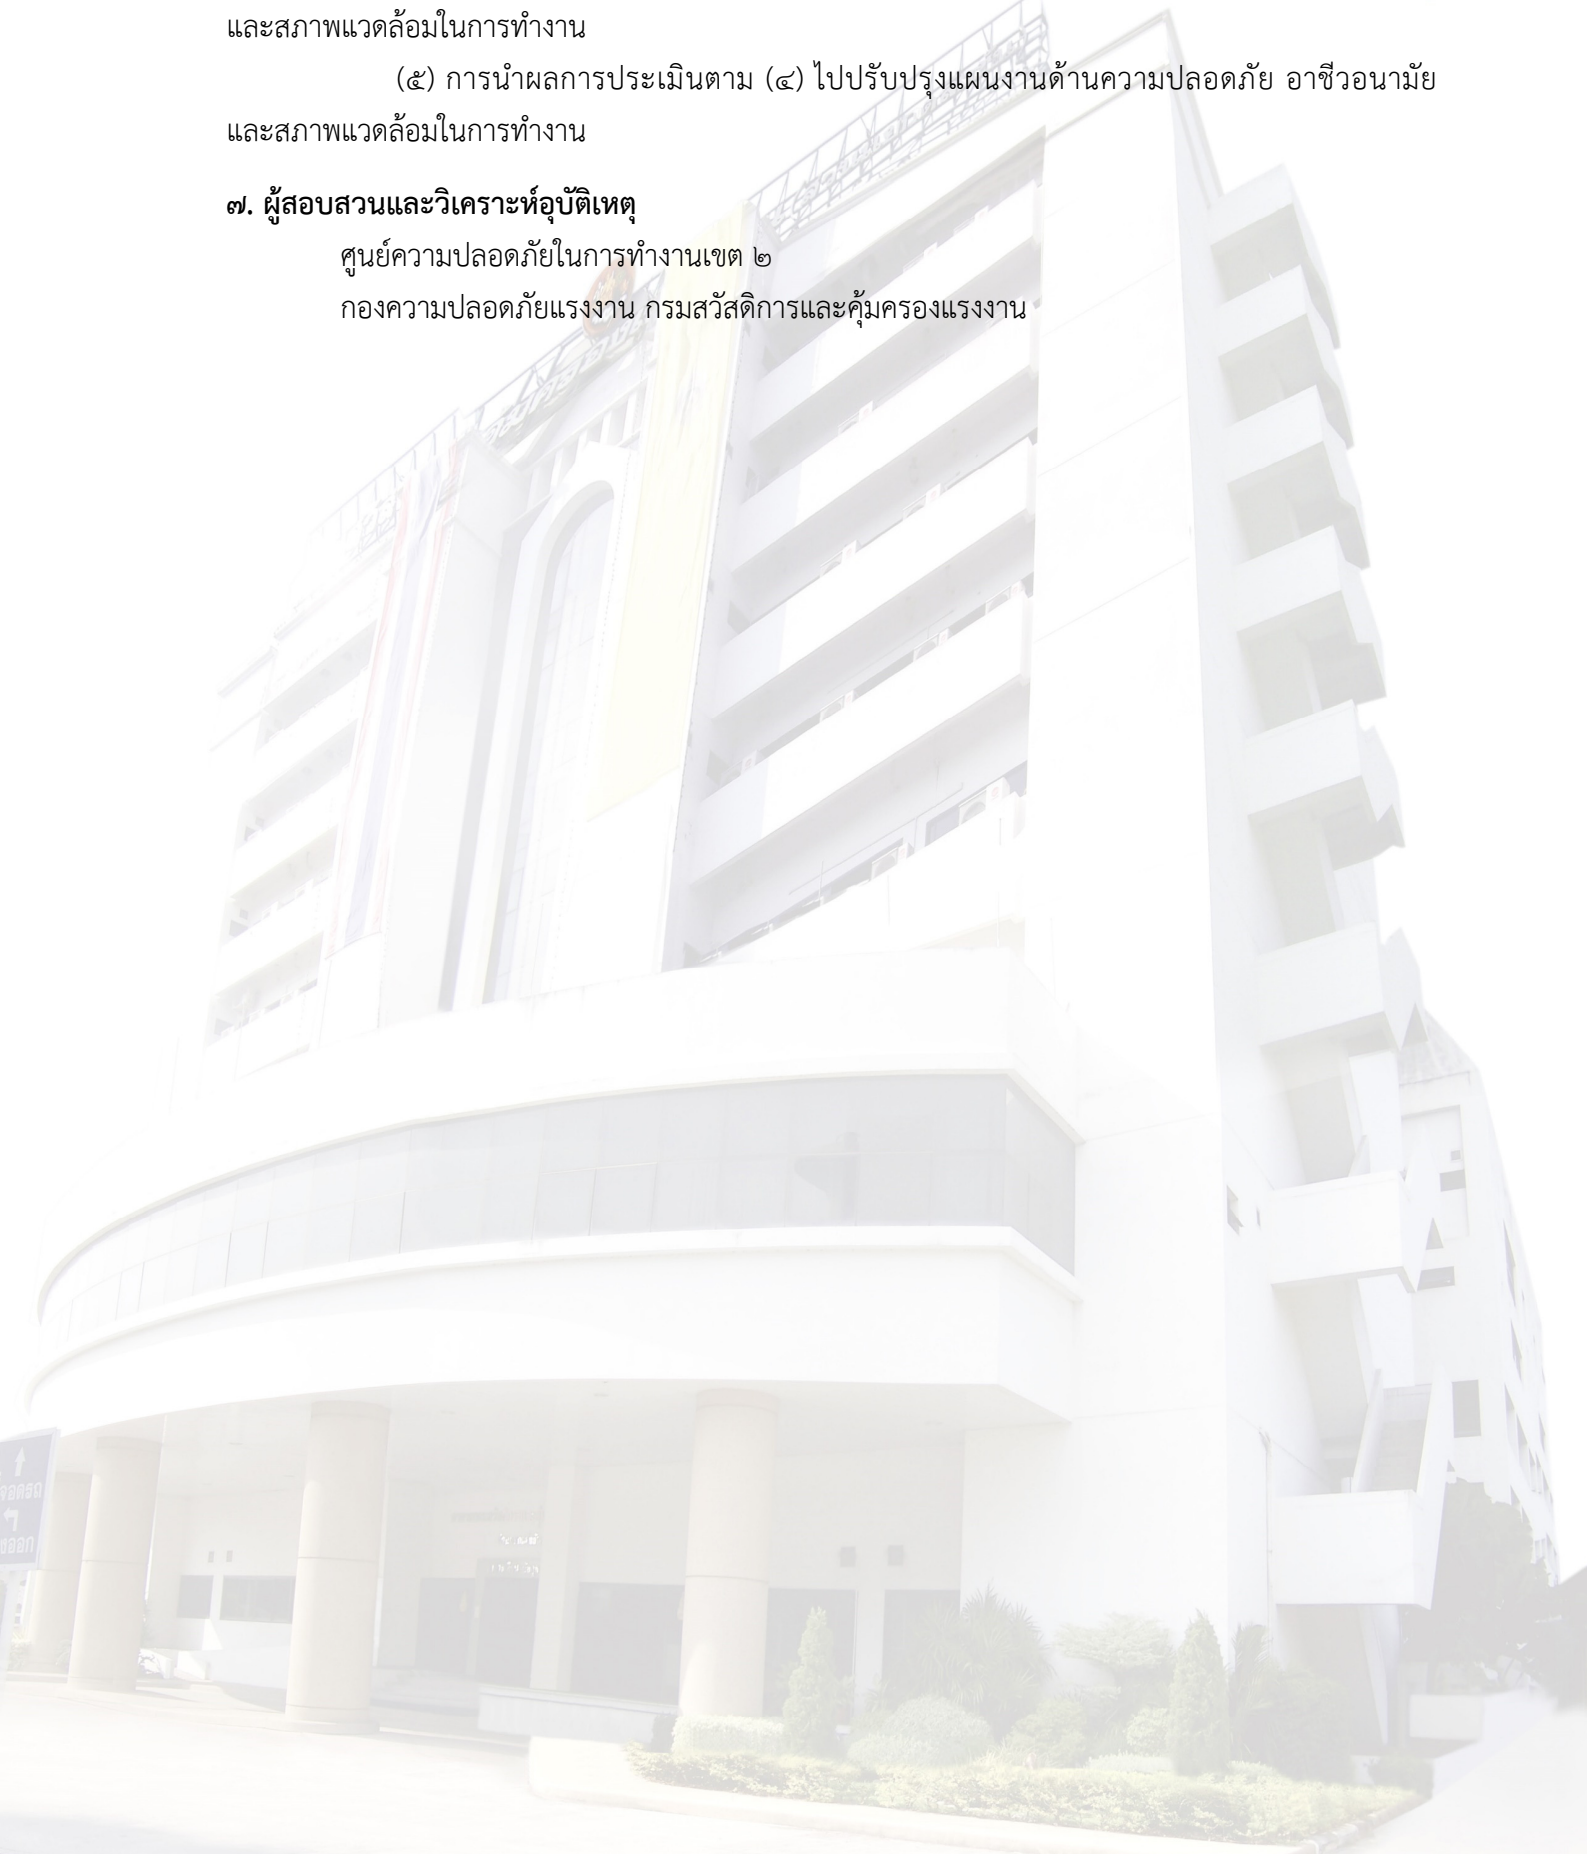 และสภาพแวดล้อมในการทำงาน
(๕) การนำผลการประเมินตาม (๔) ไปปรับปรุงแผนงานด้านความปลอดภัย อาชีวอนามัย
และสภาพแวดล้อมในการทำงาน
๗. ผู้สอบสวนและวิเคราะห์อุบัติเหตุ
ศูนย์ความปลอดภัยในการทำงานเขต ๒
กองความปลอดภัยแรงงาน กรมสวัสดิการและคุ้มครองแรงงาน